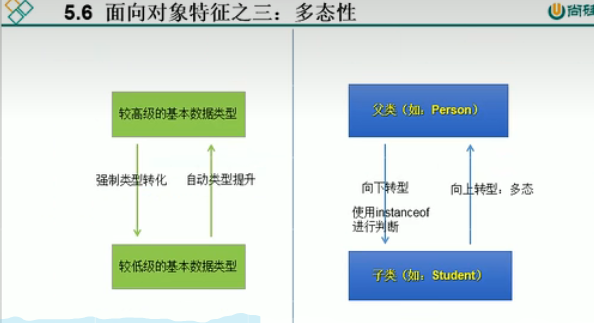 5.6 面向对象特征之三：多态性
较高级的基本数据类型
强制类型转化
自动类型提升
较低级的基本数据类型
父类（如：Person）
向下转型
使用instanceof
进行判断
向上转型：多态
子类（如：Student）